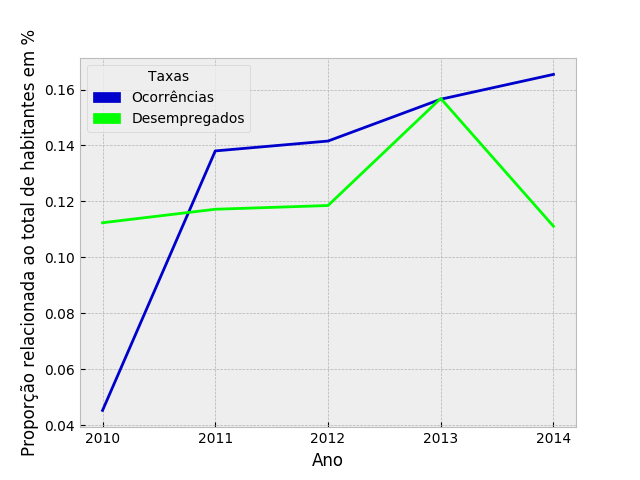 Proporção relacionada ao total de habitantes em %
Taxas
Ocorrências
Desempregados
0.16
0.14
0.12
0.10
0.08
0.06
0.04
2010 2011 2012 2013 2014
Ano